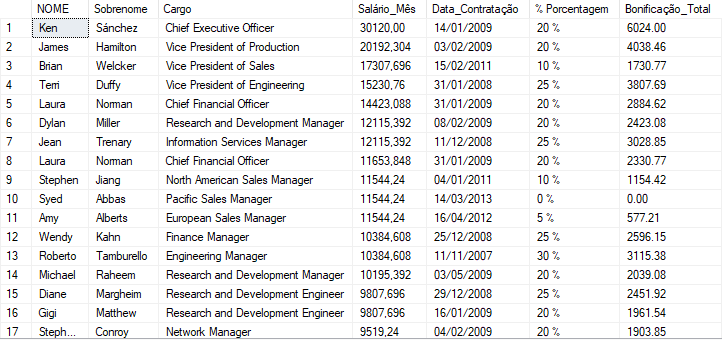 NOME Sobrenome Cargo Salário_Mês Data_Contratação % Porcentagem Bonificação_Total
1 Ken Sánchez Chief Executive Officer 30120,00 14/01/2009 20 % 6024.00
2 James Hamilton Vice President of Production 20192,304 03/02/2009 20 % 4038.46
3 Brian Welcker Vice President of Sales 17307,696 15/02/2011 10 % 1730.77
4 Terri Duffy Vice President of Engineering 15230,76 31/01/2008 25 % 3807.69
5 Laura Norman Chief Financial Officer 14423,088 31/01/2009 20 % 2884.62
6 Dylan Miller Research and Development Manager 12115,392 08/02/2009 20 % 2423.08
7 Jean Trenary Information Services Manager 12115,392 11/12/2008 25 % 3028.85
8 Laura Norman Chief Financial Officer 11653,848 31/01/2009 20 % 2330.77
9 Stephen Jiang North American Sales Manager 11544,24 04/01/2011 10 % 1154.42
10 Syed Abbas Pacific Sales Manager 11544,24 14/03/2013 0 % 0.00
11 Amy Alberts European Sales Manager 11544,24 16/04/2012 5 % 577.21
12 Wendy Kahn Finance Manager 10384,608 25/12/2008 25 % 2596.15
13 Roberto Tamburello Engineering Manager 10384,608 11/11/2007 30 % 3115.38
14 Michael Raheem Research and Development Manager 10195,392 03/05/2009 20 % 2039.08
15 Diane Margheim Research and Development Engineer 9807,696 29/12/2008 25 % 2451.92
16 Gigi Matthew Research and Development Engineer 9807,696 16/01/2009 20 % 1961.54
17 Steph... Conroy Network Manager 9519,24 04/02/2009 20 % 1903.85